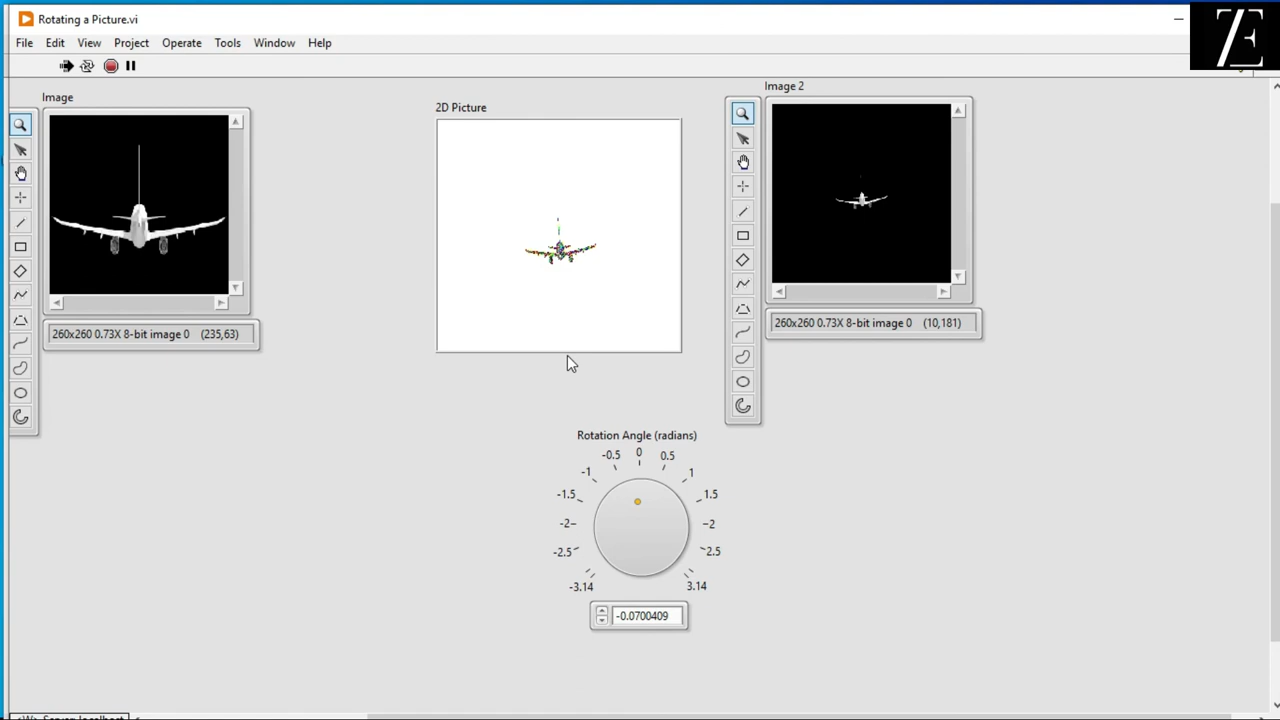 Rotating a Picture.vi
File Edit View Project Operate Tools Window Help
ZE
Image
2D Picture
Image 2
260x260 0.73X 8-bit image 0 (235,63)
260x260 0.73X 8-bit image 0 (10,181)
Rotation Angle (radians)
-0.5 0 0.5
-1 1
-1.5 1.5
-2 2
-2.5 2.5
-3.14 3.14
-0.0700409